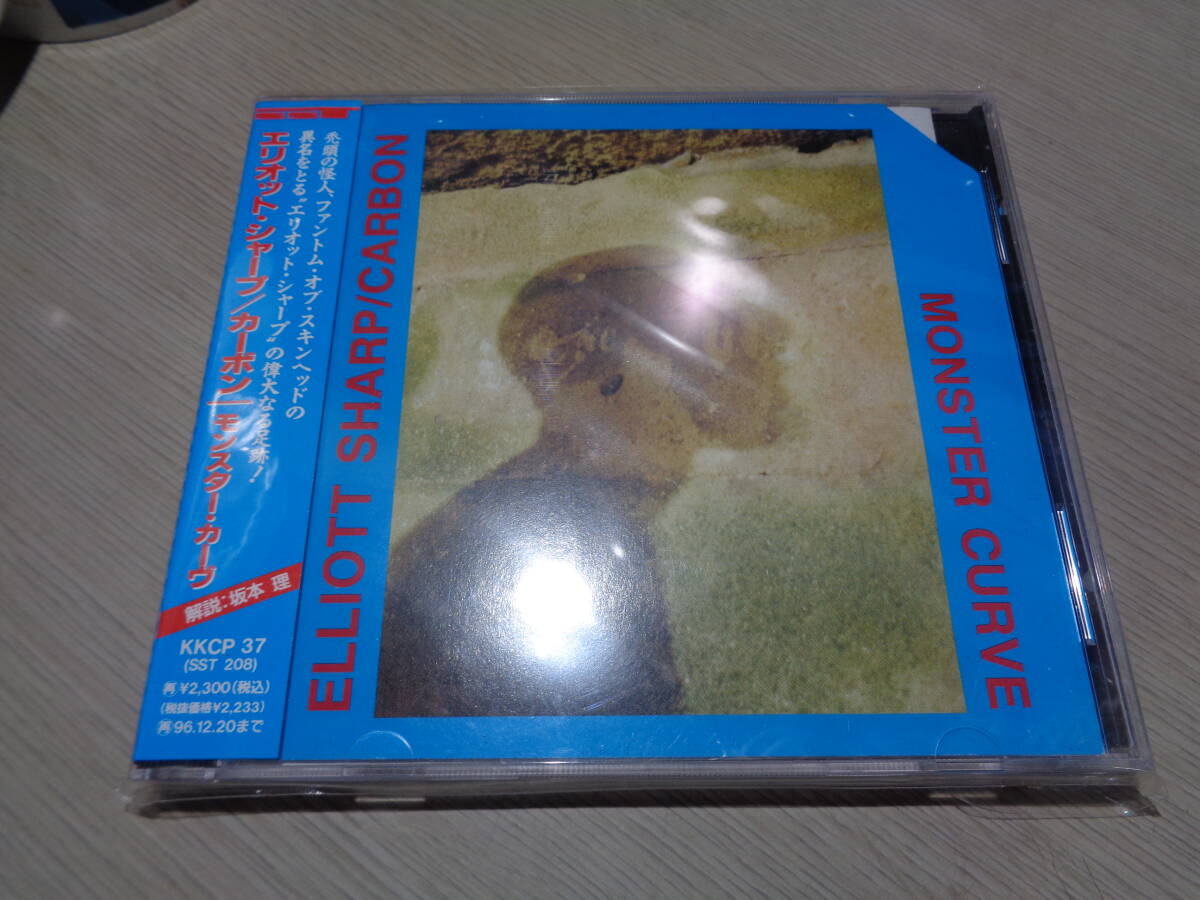 禿頭の怪人、ファントム・オブ・スキンヘッドの
異名をとる"エリオット・シャープ"の偉大なる足跡!
エリオット・シャープ/カーボン|モンスター・カーヴ
解説:坂本 理
KKCP 37
(SST 208)
再¥2,300(税込)
(税抜価格¥2,233)
再96.12.20まで
ELLIOTT SHARP/CARBON
MONSTER CURVE